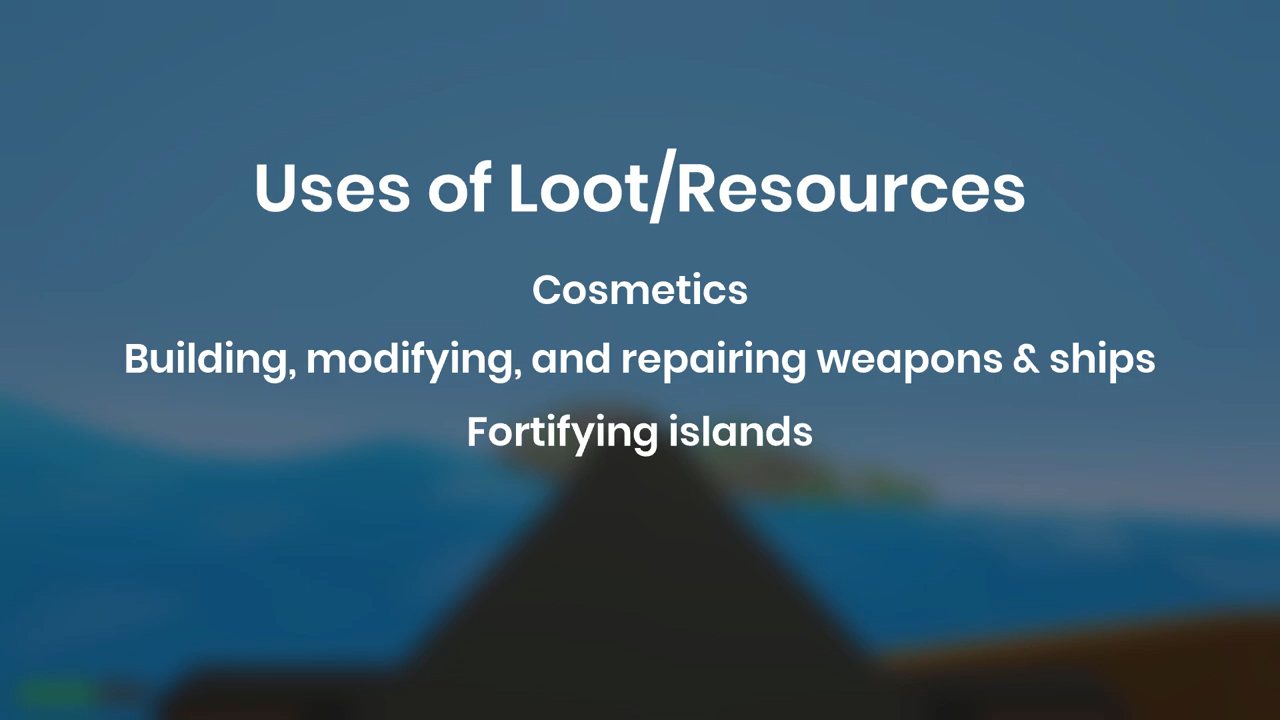 Uses of Loot/Resources
Cosmetics
Building, modifying, and repairing weapons & ships
Fortifying islands